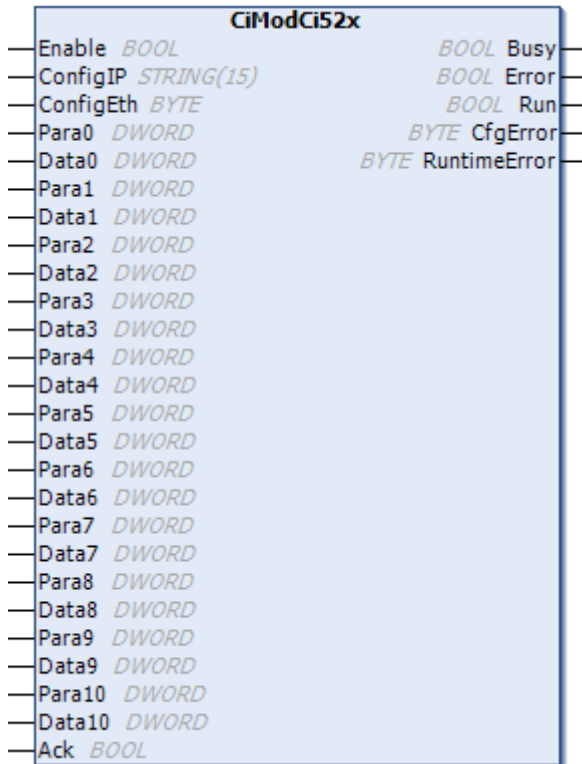 CiModCi52x
Enable BOOL BOOL Busy
ConfigIP STRING(15) BOOL Error
ConfigEth BYTE BOOL Run
Para0 DWORD BYTE CfgError
Data0 DWORD BYTE RuntimeError
Para1 DWORD
Data1 DWORD
Para2 DWORD
Data2 DWORD
Para3 DWORD
Data3 DWORD
Para4 DWORD
Data4 DWORD
Para5 DWORD
Data5 DWORD
Para6 DWORD
Data6 DWORD
Para7 DWORD
Data7 DWORD
Para8 DWORD
Data8 DWORD
Para9 DWORD
Data9 DWORD
Para10 DWORD
Data10 DWORD
Ack BOOL